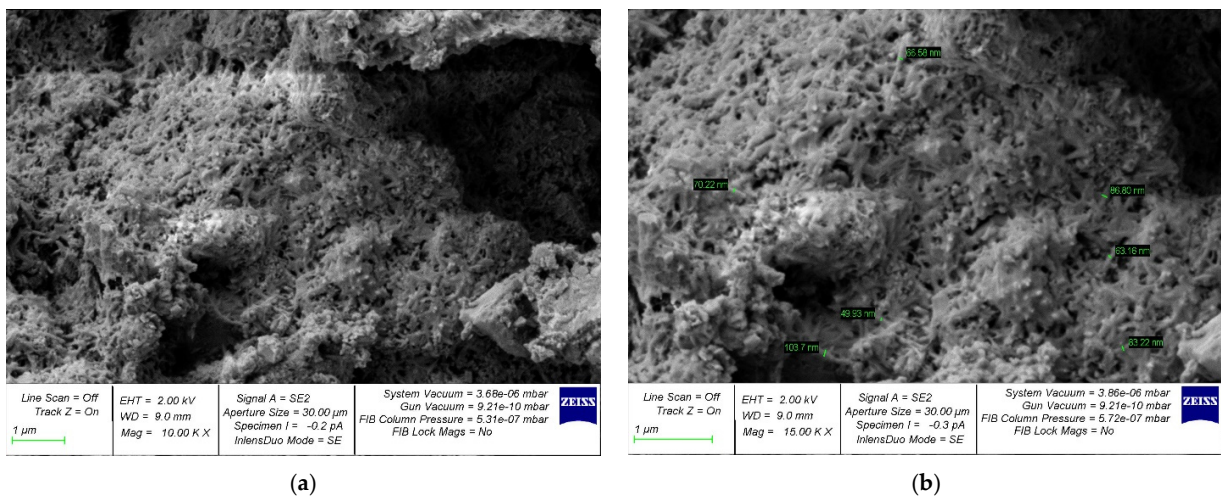 Line Scan = Off
Track Z = On
1 µm
EHT = 2.00 kV
WD = 9.0 mm
Mag = 10.00 K X
Signal A = SE2
Aperture Size = 30.00 µm
Specimen I = -0.2 pA
InlensDuo Mode = SE
System Vacuum = 3.68e-06 mbar
Gun Vacuum = 9.21e-10 mbar
FIB Column Pressure = 5.31e-07 mbar
FIB Lock Mags = No
ZEISS
(a)
66.58 nm
70.22 nm
86.80 nm
63.16 nm
49.93 nm
103.7 nm
Line Scan = Off
Track Z = On
1 µm
EHT = 2.00 kV
WD = 9.0 mm
Mag = 15.00 K X
Signal A = SE2
Aperture Size = 30.00 µm
Specimen I = -0.3 pA
InlensDuo Mode = SE
System Vacuum = 3.86e-06 mbar
Gun Vacuum = 9.21e-10 mbar
FIB Column Pressure = 5.72e-07 mbar
FIB Lock Mags = No
ZEISS
(b)